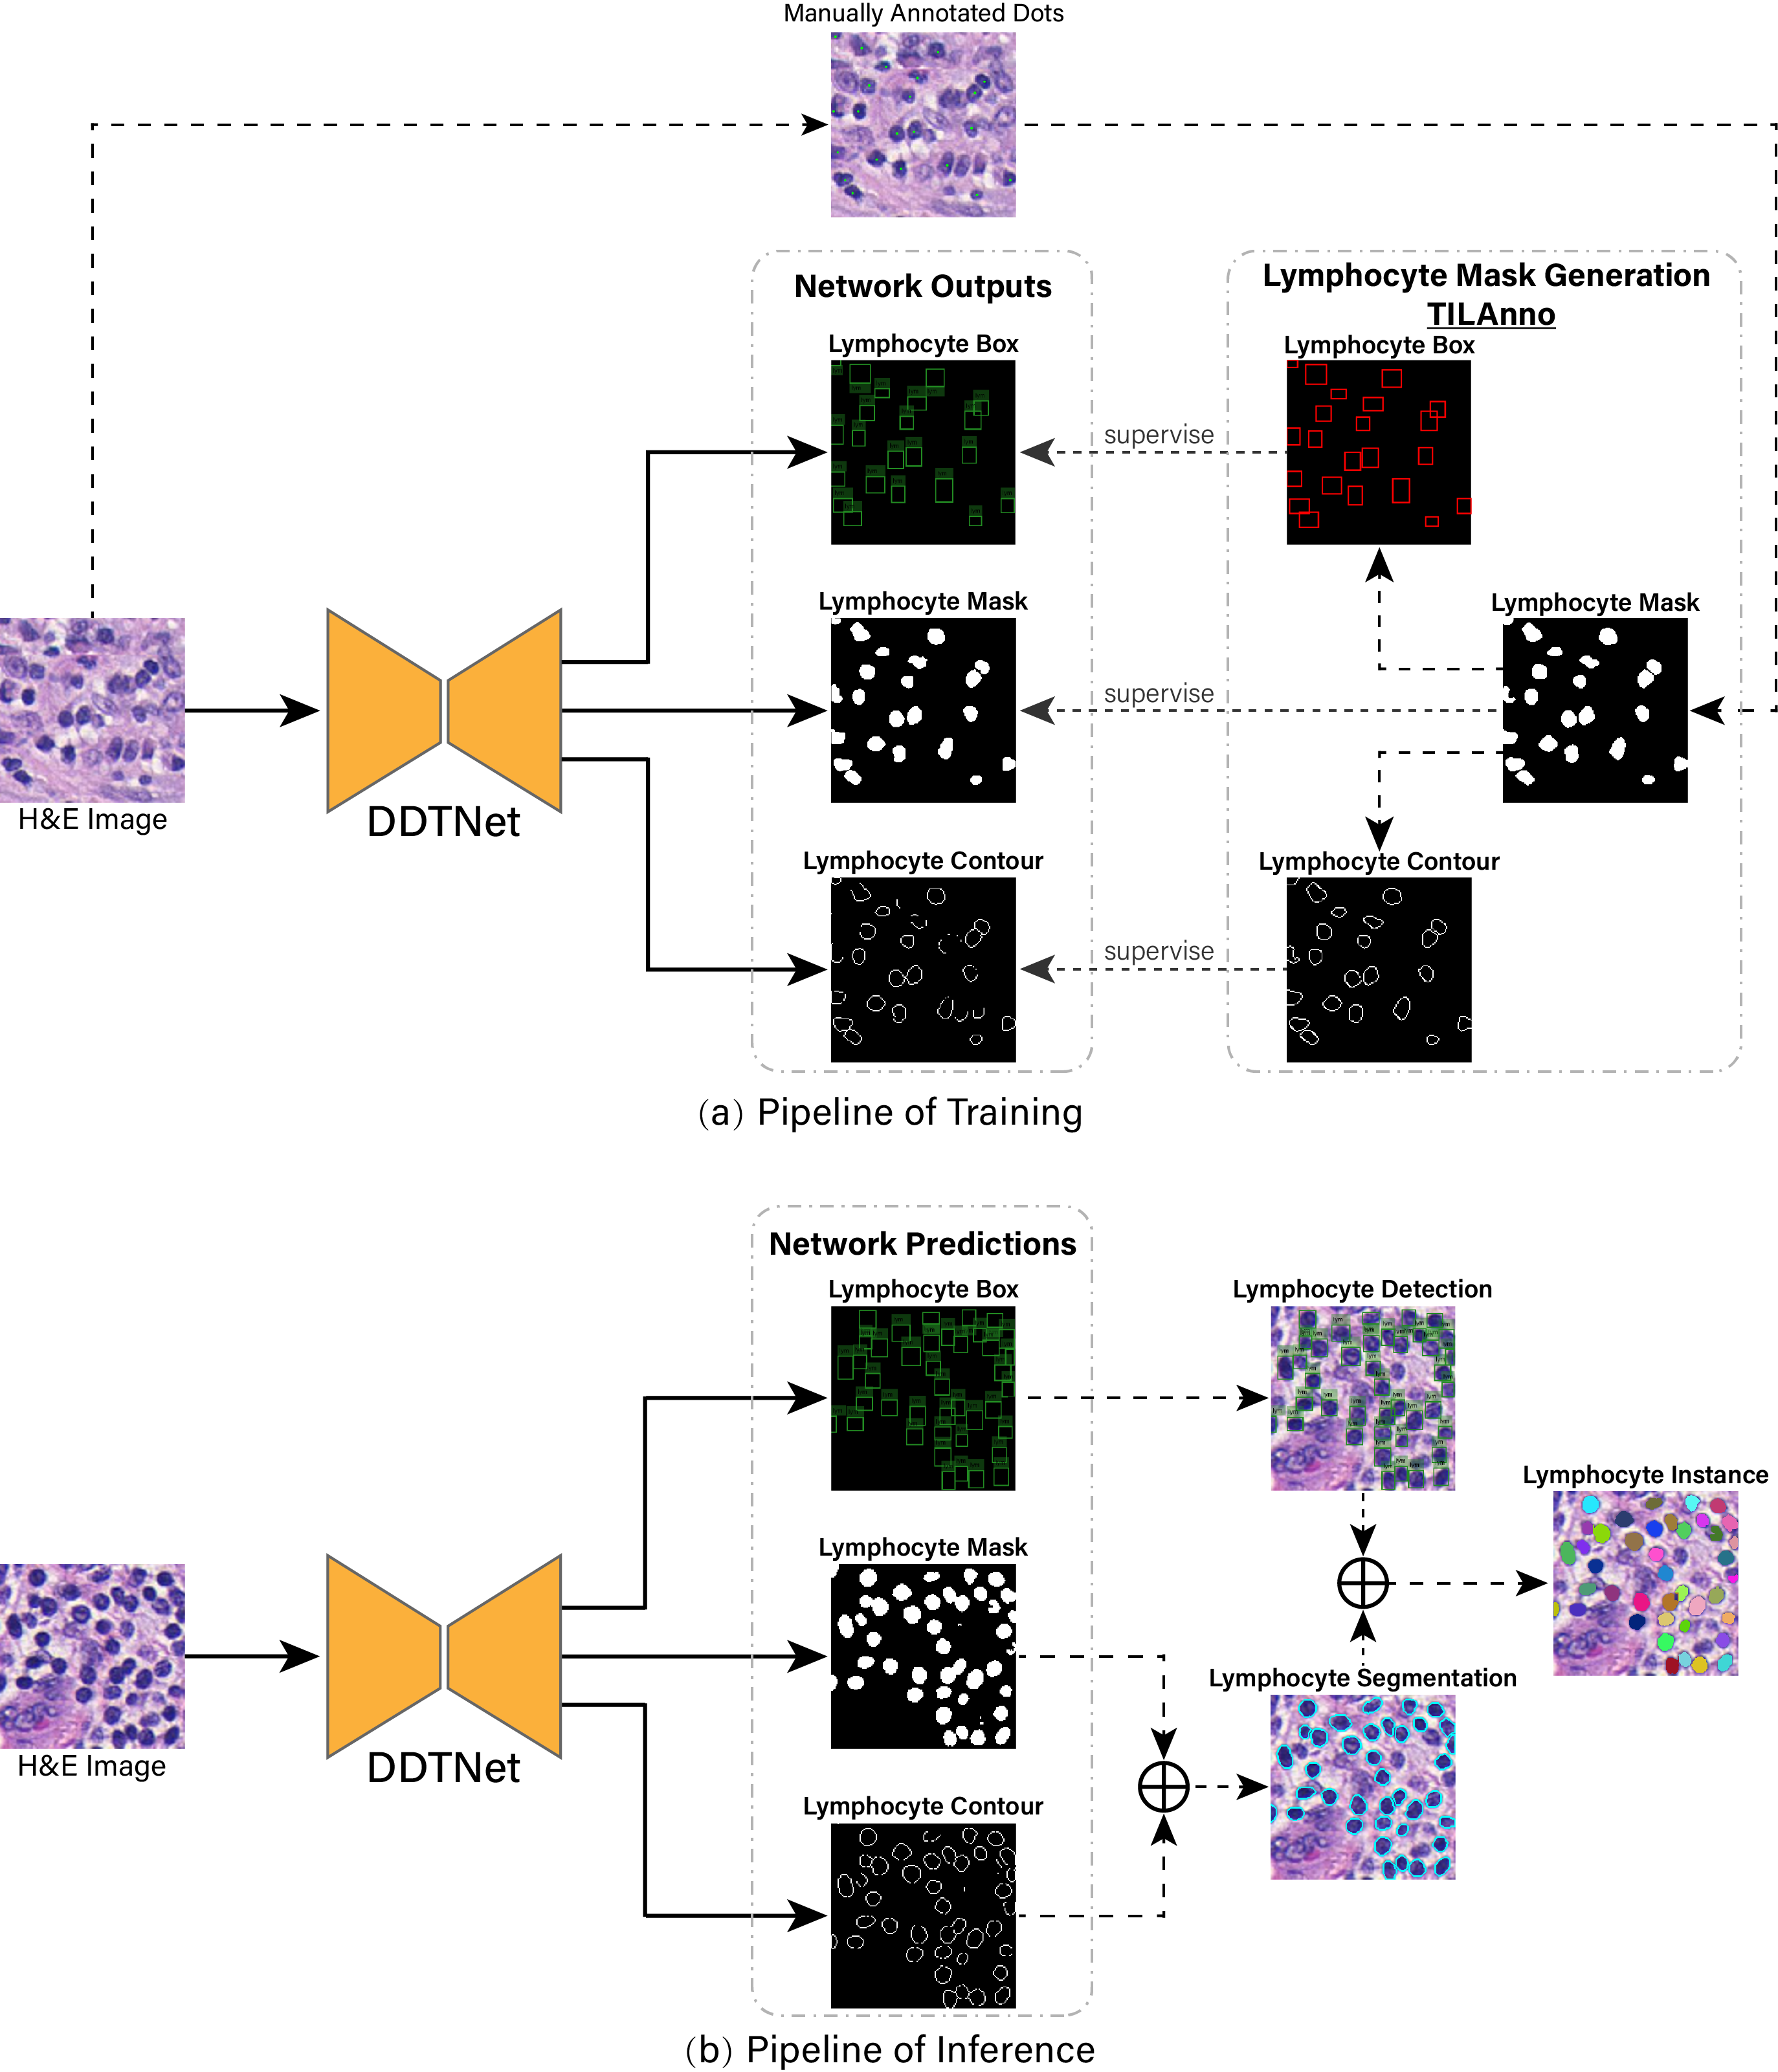 Manually Annotated Dots
Network Outputs
Lymphocyte Mask Generation
TILAnno
Lymphocyte Box
Lymphocyte Box
supervise
Lymphocyte Mask
Lymphocyte Mask
supervise
H&E Image
DDTNet
Lymphocyte Contour
Lymphocyte Contour
supervise
(a) Pipeline of Training
Network Predictions
Lymphocyte Box
Lymphocyte Detection
Lymphocyte Instance
Lymphocyte Mask
Lymphocyte Segmentation
H&E Image
DDTNet
Lymphocyte Contour
(b) Pipeline of Inference